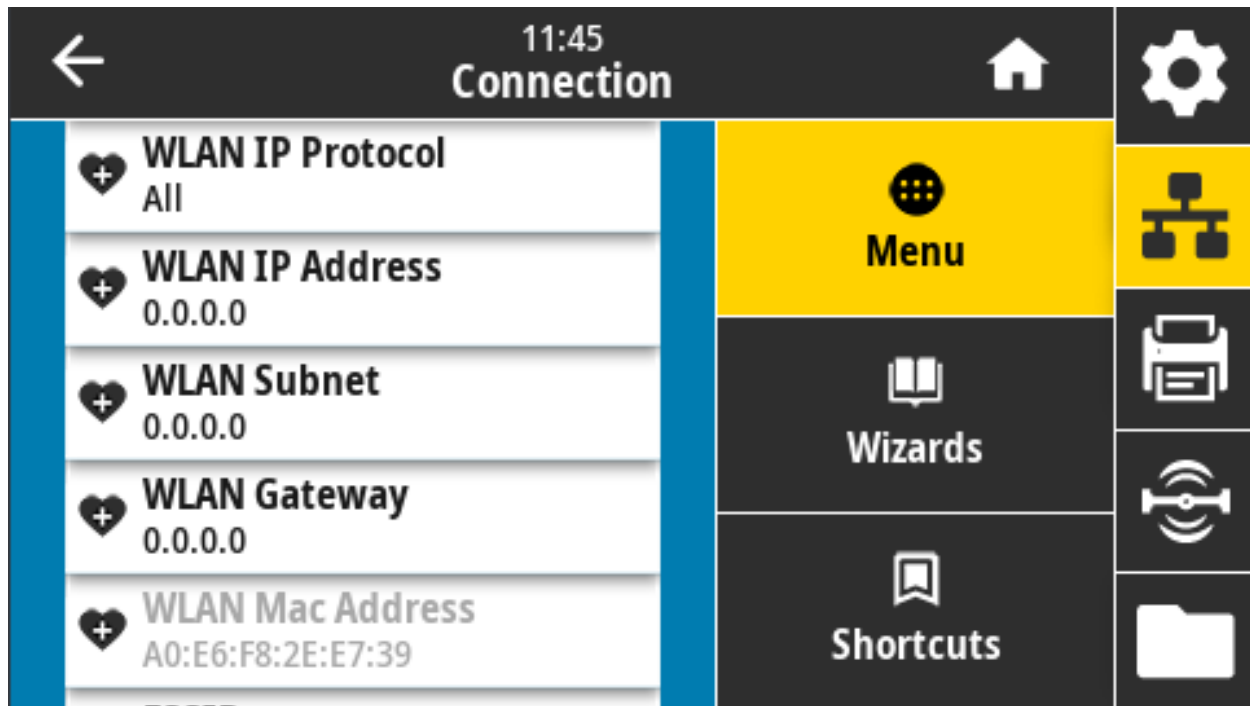 11:45
Connection
WLAN IP Protocol
All
WLAN IP Address
0.0.0.0
WLAN Subnet
0.0.0.0
WLAN Gateway
0.0.0.0
WLAN Mac Address
A0:E6:F8:2E:E7:39
Menu
Wizards
Shortcuts